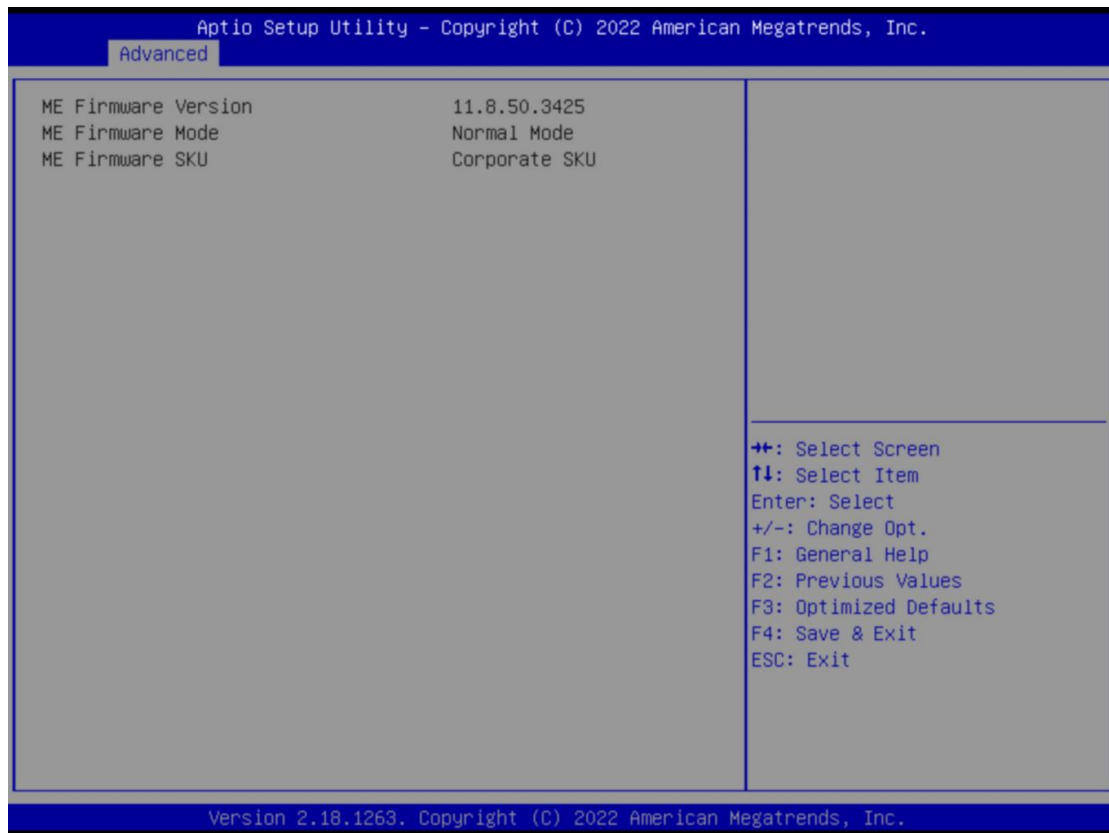 Aptio Setup Utility – Copyright (C) 2022 American Megatrends, Inc.
Advanced
ME Firmware Version 11.8.50.3425
ME Firmware Mode Normal Mode
ME Firmware SKU Corporate SKU
→←: Select Screen
↑↓: Select Item
Enter: Select
+/-: Change Opt.
F1: General Help
F2: Previous Values
F3: Optimized Defaults
F4: Save & Exit
ESC: Exit
Version 2.18.1263. Copyright (C) 2022 American Megatrends, Inc.